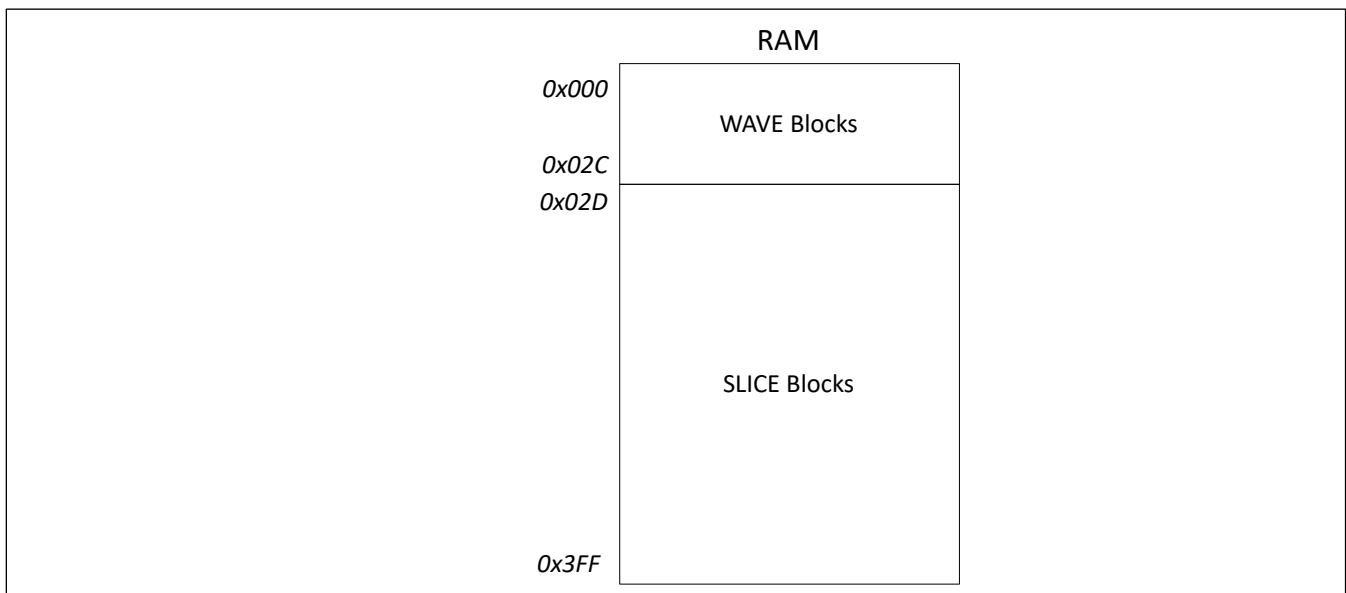 RAM
0x000
WAVE Blocks
0x02C
0x02D
SLICE Blocks
0x3FF